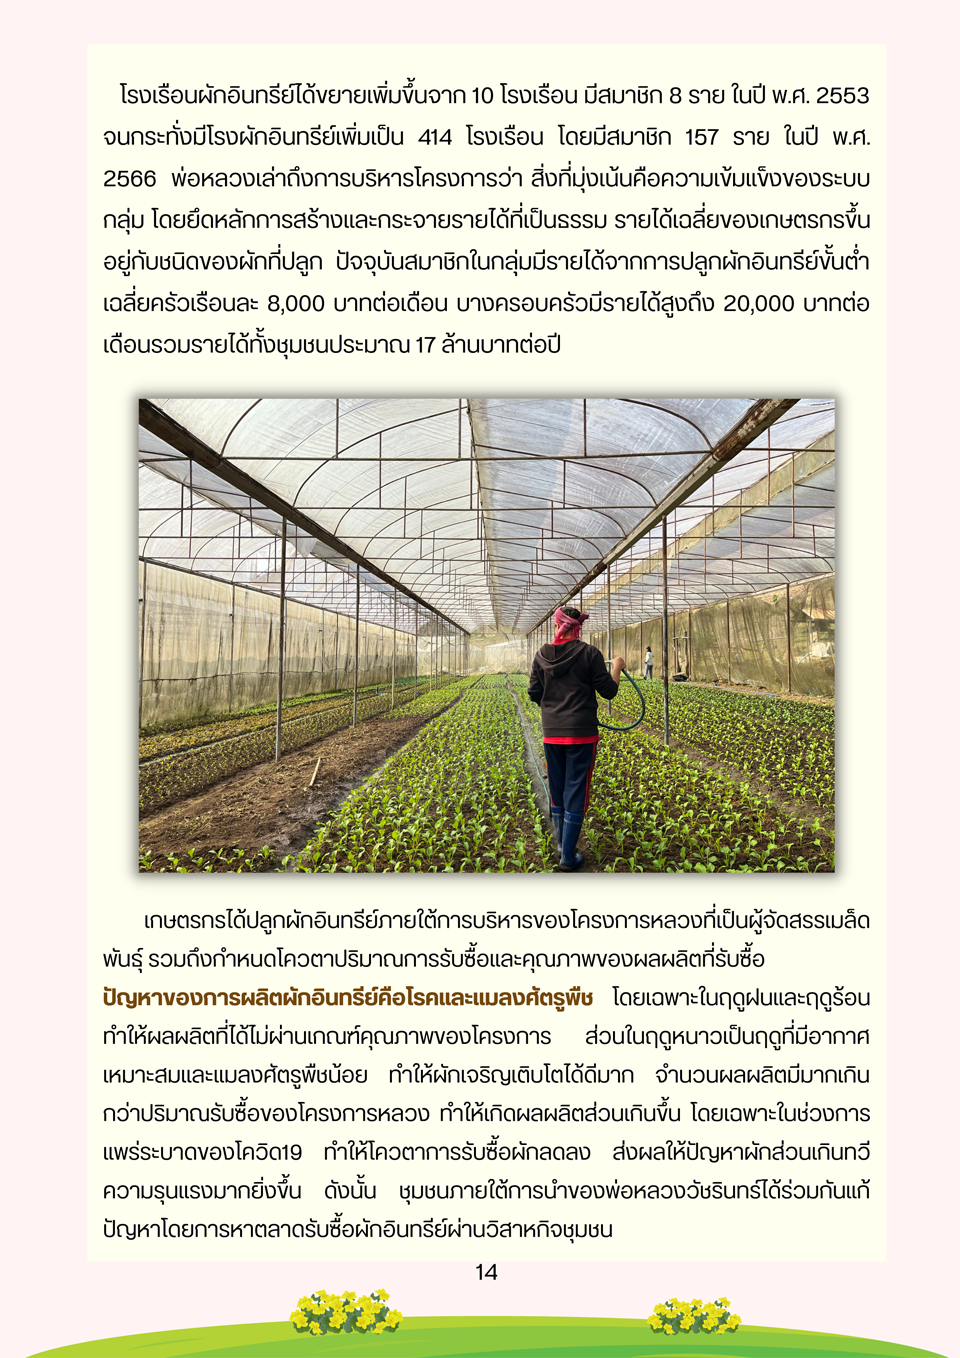 โรงเรือนผักอินทรีย์ได้ขยายเพิ่มขึ้นจาก 10 โรงเรือน มีสมาชิก 8 ราย ในปี พ.ศ. 2553
จนกระทั่งมีโรงผักอินทรีย์เพิ่มเป็น 414 โรงเรือน โดยมีสมาชิก 157 ราย ในปี พ.ศ.
2566 พ่อหลวงเล่าถึงการบริหารโครงการว่า สิ่งที่มุ่งเน้นคือความเข้มแข็งของระบบ
กลุ่ม โดยยึดหลักการสร้างและกระจายรายได้ที่เป็นธรรม รายได้เฉลี่ยของเกษตรกรขึ้น
อยู่กับชนิดของผักที่ปลูก ปัจจุบันสมาชิกในกลุ่มมีรายได้จากการปลูกผักอินทรีย์ขั้นต่ำ
เฉลี่ยครัวเรือนละ 8,000 บาทต่อเดือน บางครอบครัวมีรายได้สูงถึง 20,000 บาทต่อ
เดือนรวมรายได้ทั้งชุมชนประมาณ 17 ล้านบาทต่อปี
เกษตรกรได้ปลูกผักอินทรีย์ภายใต้การบริหารของโครงการหลวงที่เป็นผู้จัดสรรเมล็ด
พันธุ์ รวมถึงกำหนดโควตาปริมาณการรับซื้อและคุณภาพของผลผลิตที่รับซื้อ
ปัญหาของการผลิตผักอินทรีย์คือโรคและแมลงศัตรูพืช โดยเฉพาะในฤดูฝนและฤดูร้อน
ทำให้ผลผลิตที่ได้ไม่ผ่านเกณฑ์คุณภาพของโครงการ ส่วนในฤดูหนาวเป็นฤดูที่มีอากาศ
เหมาะสมและแมลงศัตรูพืชน้อย ทำให้ผักเจริญเติบโตได้ดีมาก จำนวนผลผลิตมีมากเกิน
กว่าปริมาณรับซื้อของโครงการหลวง ทำให้เกิดผลผลิตส่วนเกินขึ้น โดยเฉพาะในช่วงการ
แพร่ระบาดของโควิด19 ทำให้โควตาการรับซื้อผักลดลง ส่งผลให้ปัญหาผักส่วนเกินทวี
ความรุนแรงมากยิ่งขึ้น ดังนั้น ชุมชนภายใต้การนำของพ่อหลวงวัชรินทร์ได้ร่วมกันแก้
ปัญหาโดยการหาตลาดรับซื้อผักอินทรีย์ผ่านวิสาหกิจชุมชน
14